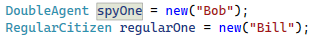 DoubleAgent spyOne = new("Bob");
RegularCitizen regularOne = new("Bill");